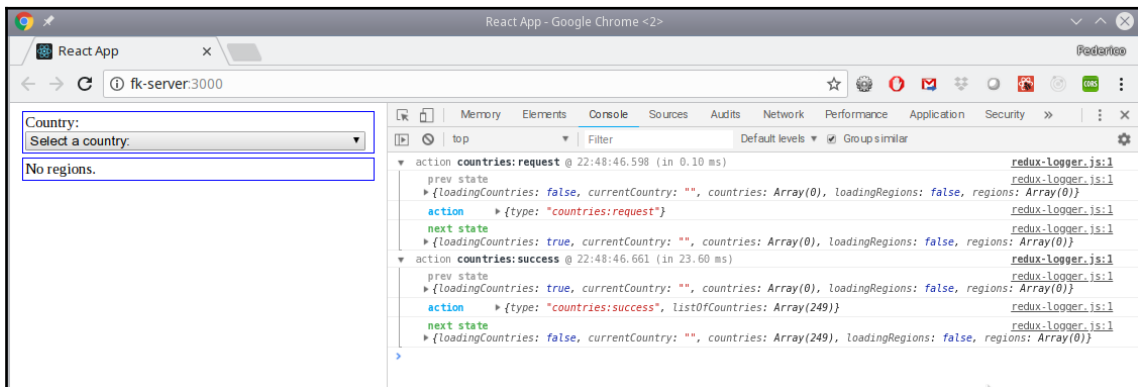 React App - Google Chrome <2>
React App ×
Federico
fk-server:3000
CORS
Country:
Select a country:
No regions.
Memory Elements Console Sources Audits Network Performance Application Security »
top Filter Default levels Group similar
action countries:request @ 22:48:46.598 (in 0.10 ms) redux-logger.js:1
prev state redux-logger.js:1
{loadingCountries: false, currentCountry: "", countries: Array(0), loadingRegions: false, regions: Array(0)}
action {type: "countries:request"} redux-logger.js:1
next state redux-logger.js:1
{loadingCountries: true, currentCountry: "", countries: Array(0), loadingRegions: false, regions: Array(0)}
action countries:success @ 22:48:46.661 (in 23.60 ms) redux-logger.js:1
prev state redux-logger.js:1
{loadingCountries: true, currentCountry: "", countries: Array(0), loadingRegions: false, regions: Array(0)}
action {type: "countries:success", listOfCountries: Array(249)} redux-logger.js:1
next state redux-logger.js:1
{loadingCountries: false, currentCountry: "", countries: Array(249), loadingRegions: false, regions: Array(0)}